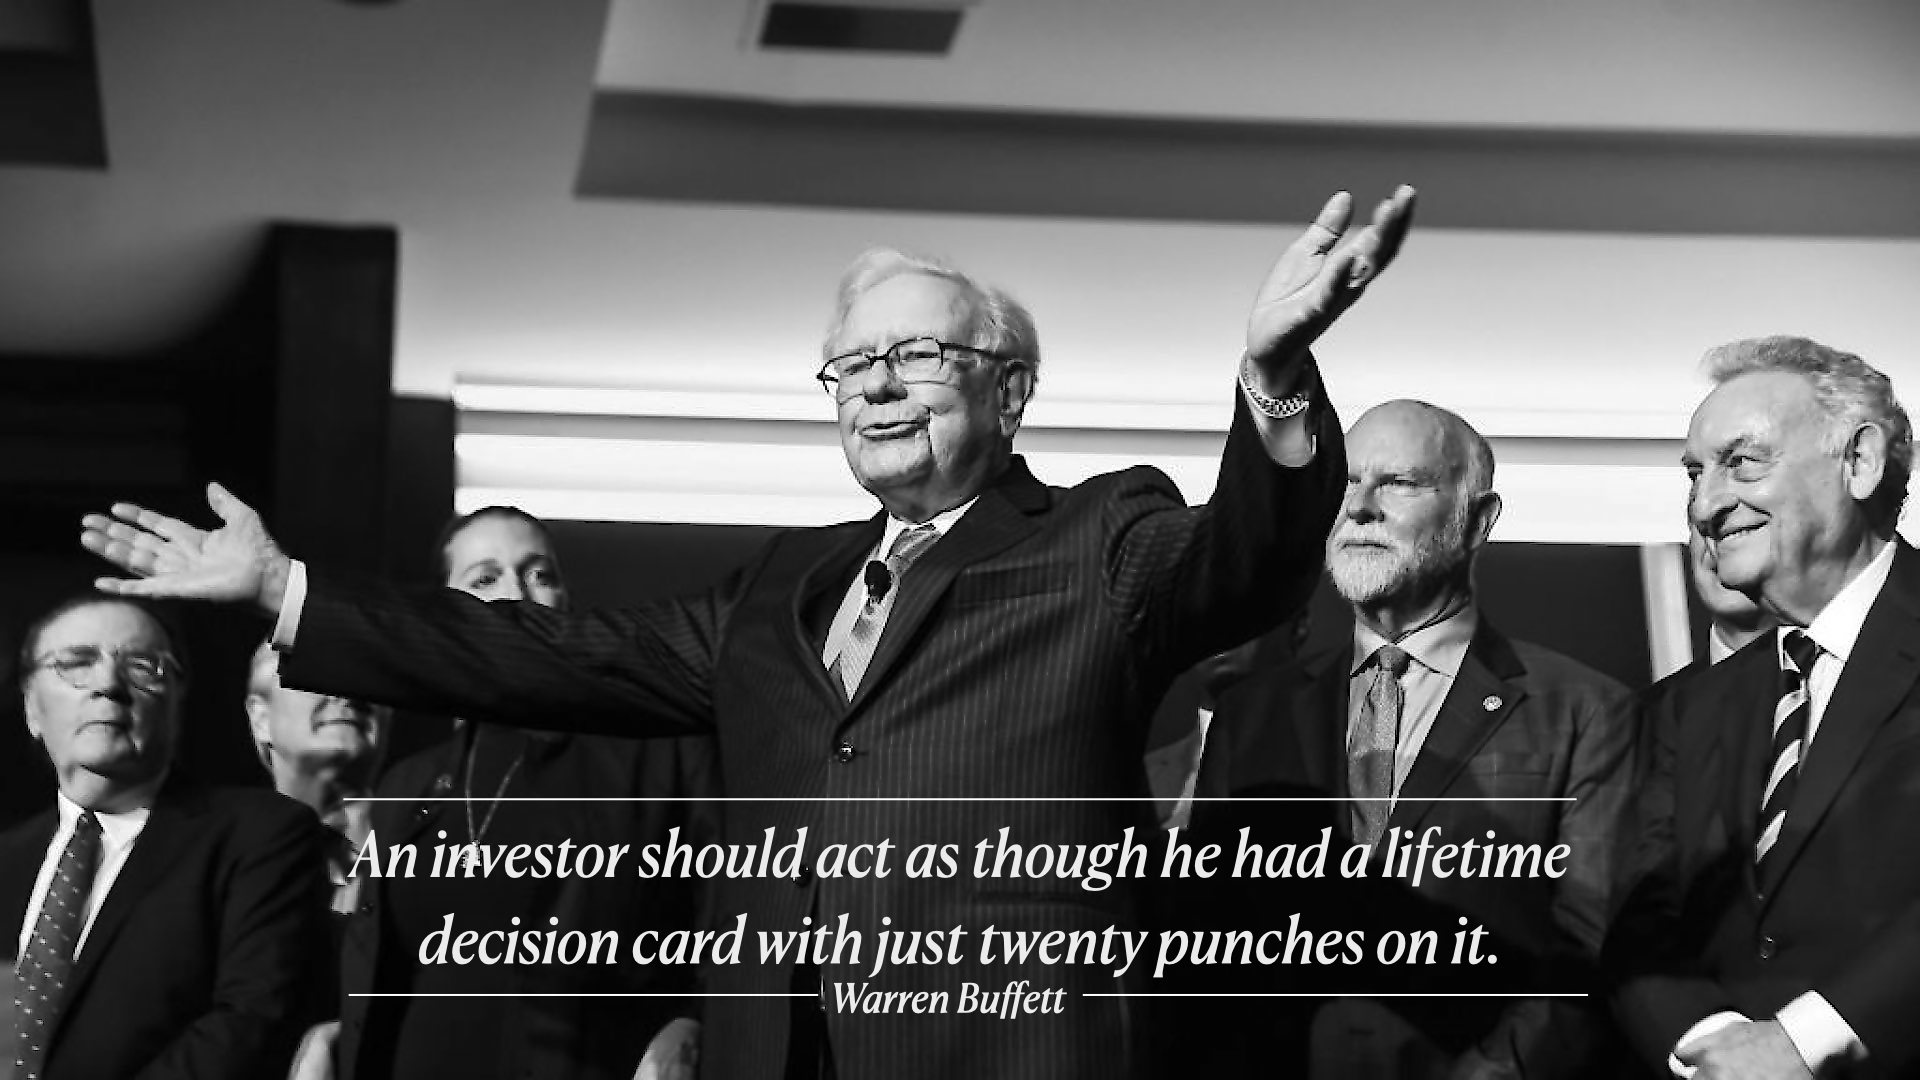 An investor should act as though he had a lifetime
decision card with just twenty punches on it.
Warren Buffett